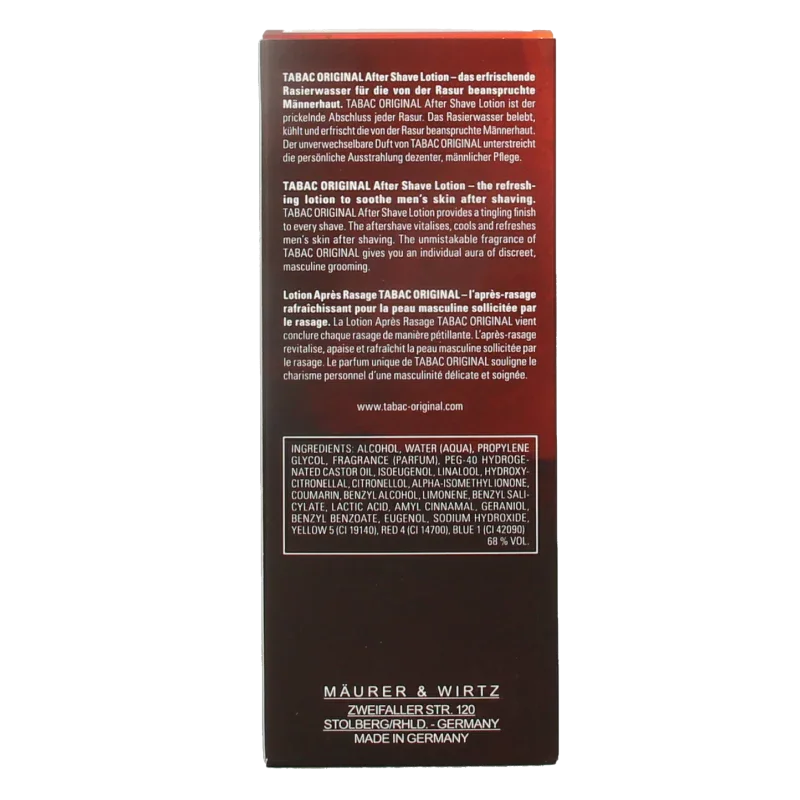 TABAC ORIGINAL After Shave Lotion – das erfrischende
Rasierwasser für die von der Rasur beanspruchte
Männerhaut. TABAC ORIGINAL After Shave Lotion ist der
prickelnde Abschluss jeder Rasur. Das Rasierwasser belebt,
kühlt und erfrischt die von der Rasur beanspruchte Männerhaut.
Der unverwechselbare Duft von TABAC ORIGINAL unterstreicht
die persönliche Ausstrahlung dezenter, männlicher Pflege.
TABAC ORIGINAL After Shave Lotion – the refresh-
ing lotion to soothe men's skin after shaving.
TABAC ORIGINAL After Shave Lotion provides a tingling finish
to every shave. The aftershave vitalises, cools and refreshes
men's skin after shaving. The unmistakable fragrance of
TABAC ORIGINAL gives you an individual aura of discreet,
masculine grooming.
Lotion Après Rasage TABAC ORIGINAL – l'après-rasage
rafraîchissant pour la peau masculine sollicitée par
le rasage. La Lotion Après Rasage TABAC ORIGINAL vient
conclure chaque rasage de manière pétillante. L'après-rasage
revitalise, apaise et rafraîchit la peau masculine sollicitée par
le rasage. Le parfum unique de TABAC ORIGINAL souligne le
charisme personnel d'une masculinité délicate et soignée.
www.tabac-original.com
INGREDIENTS: ALCOHOL, WATER (AQUA), PROPYLENE
GLYCOL, FRAGRANCE (PARFUM), PEG-40 HYDROGE-
NATED CASTOR OIL, ISOEUGENOL, LINALOOL, HYDROXY-
CITRONELLAL, CITRONELLOL, ALPHA-ISOMETHYL IONONE,
COUMARIN, BENZYL ALCOHOL, LIMONENE, BENZYL SALI-
CYLATE, LACTIC ACID, AMYL CINNAMAL, GERANIOL,
BENZYL BENZOATE, EUGENOL, SODIUM HYDROXIDE,
YELLOW 5 (CI 19140), RED 4 (CI 14700), BLUE 1 (CI 42090)
68 % VOL.
MÄURER & WIRTZ
ZWEIFALLER STR. 120
STOLBERG/RHLD. - GERMANY
MADE IN GERMANY